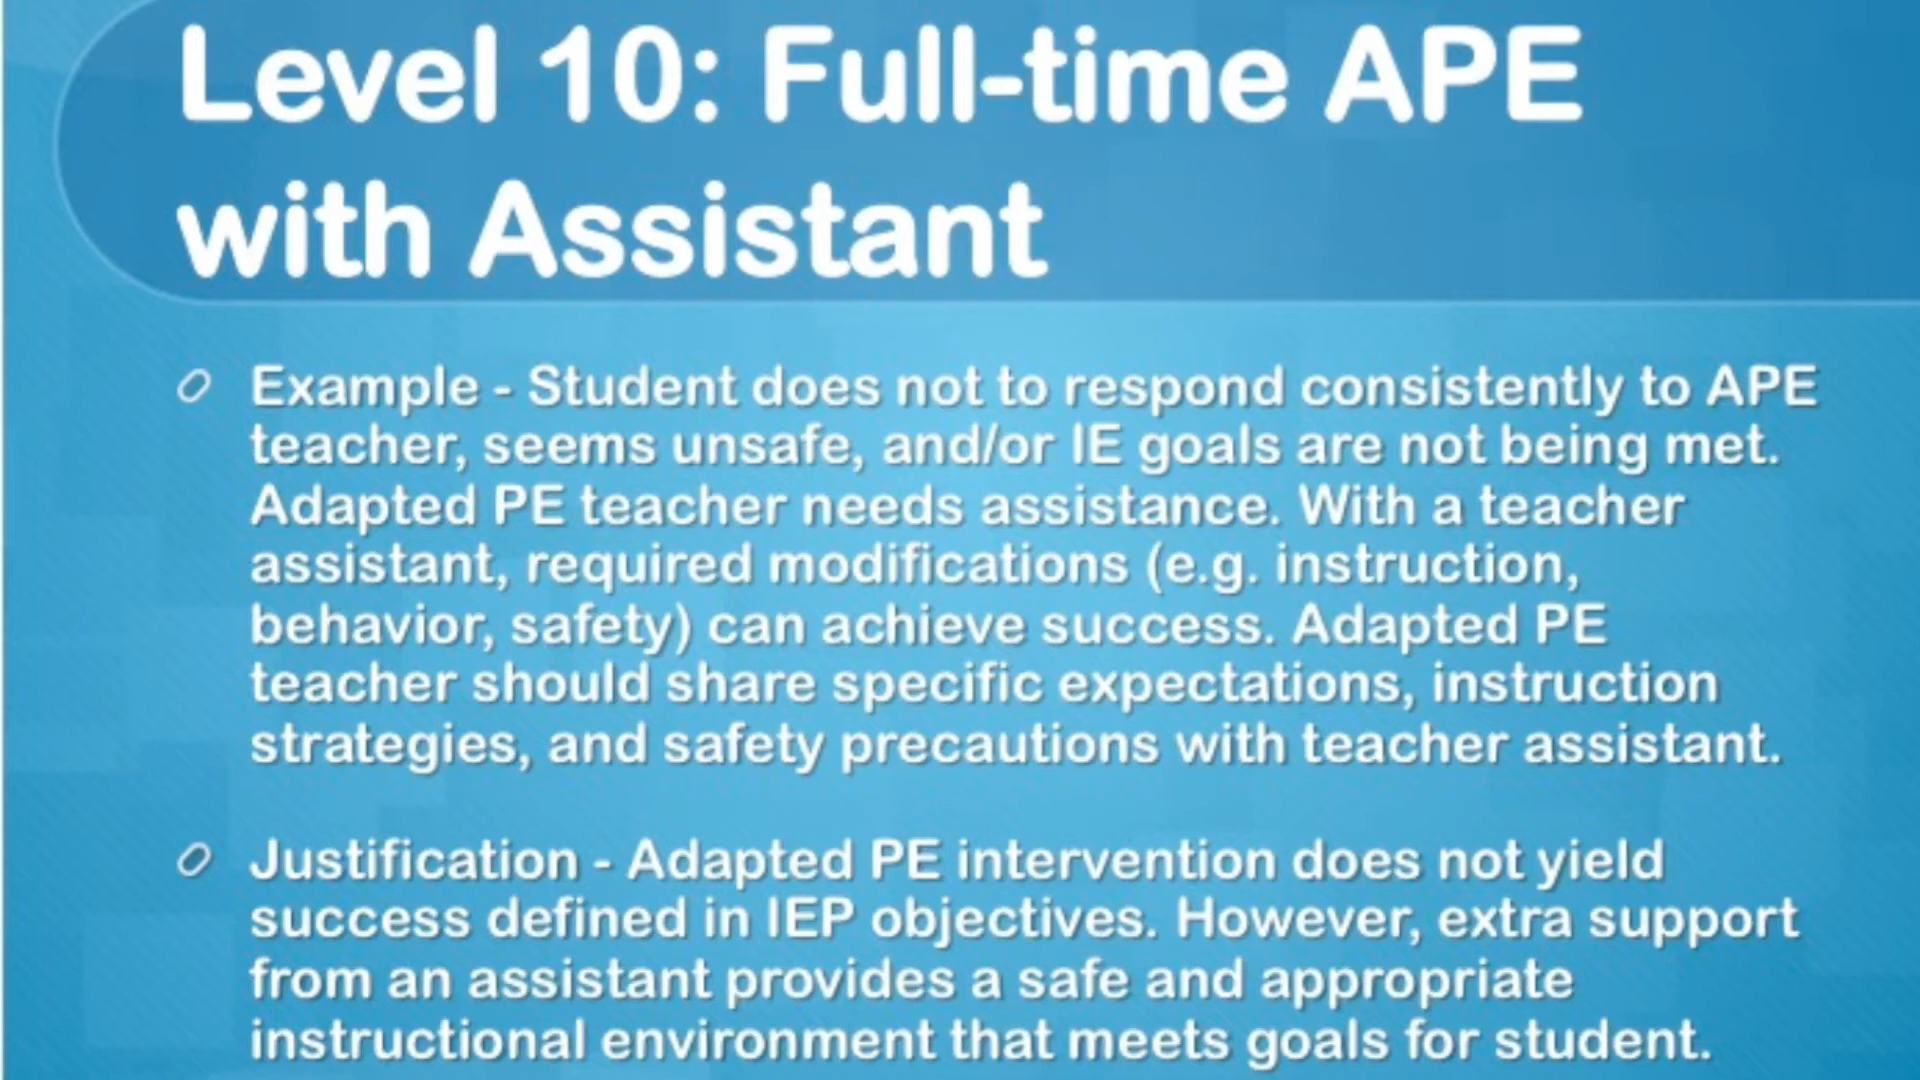 Level 10: Full-time APE
with Assistant
Example - Student does not to respond consistently to APE
teacher, seems unsafe, and/or IE goals are not being met.
Adapted PE teacher needs assistance. With a teacher
assistant, required modifications (e.g. instruction,
behavior, safety) can achieve success. Adapted PE
teacher should share specific expectations, instruction
strategies, and safety precautions with teacher assistant.
Justification - Adapted PE intervention does not yield
success defined in IEP objectives. However, extra support
from an assistant provides a safe and appropriate
instructional environment that meets goals for student.